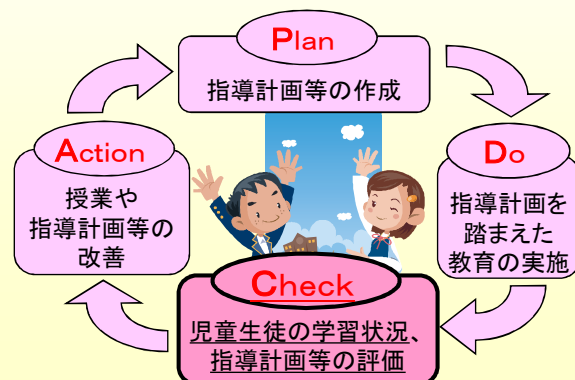 Plan
指導計画等の作成
Do
指導計画を
踏まえた
教育の実施
Check
児童生徒の学習状況、
指導計画等の評価
Action
授業や
指導計画等の
改善